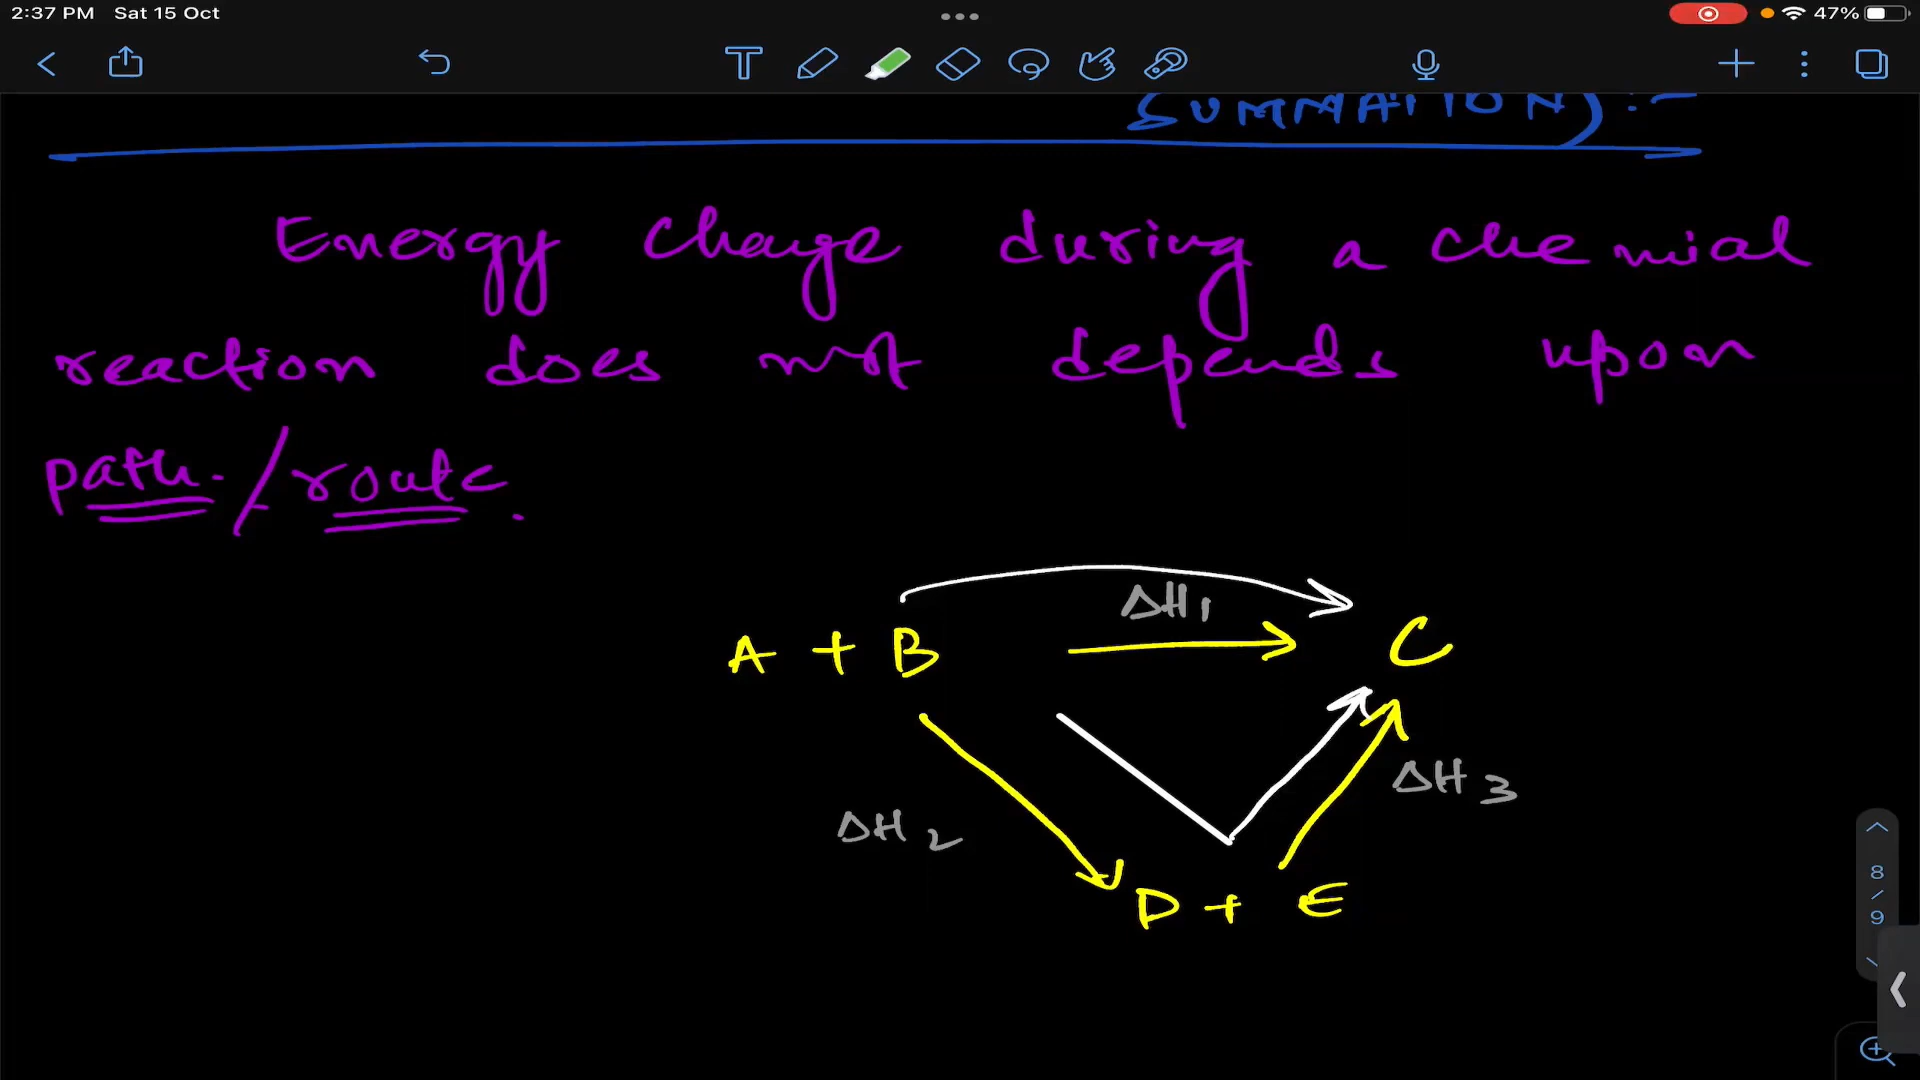 2:37 PM Sat 15 Oct
47%
T
SUMMATION) :-
Energy change during a chemial
reaction does not depends upon
path./route.
ΔH1
A + B C
ΔH3
ΔH2
D + E
8
/
9